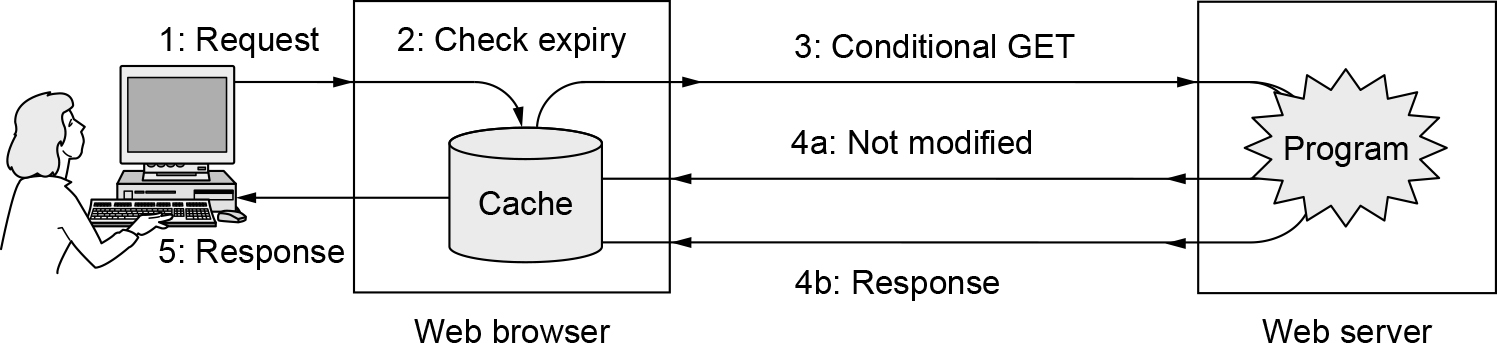 1: Request
2: Check expiry
3: Conditional GET
4a: Not modified
Program
Cache
5: Response
4b: Response
Web browser
Web server